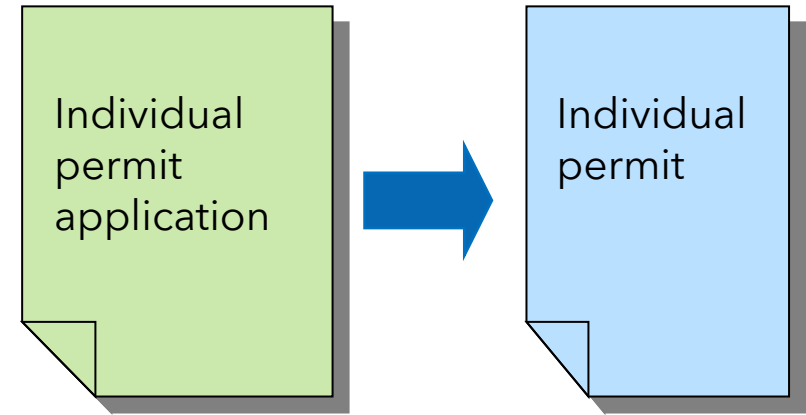 Individual
permit
application
Individual
permit